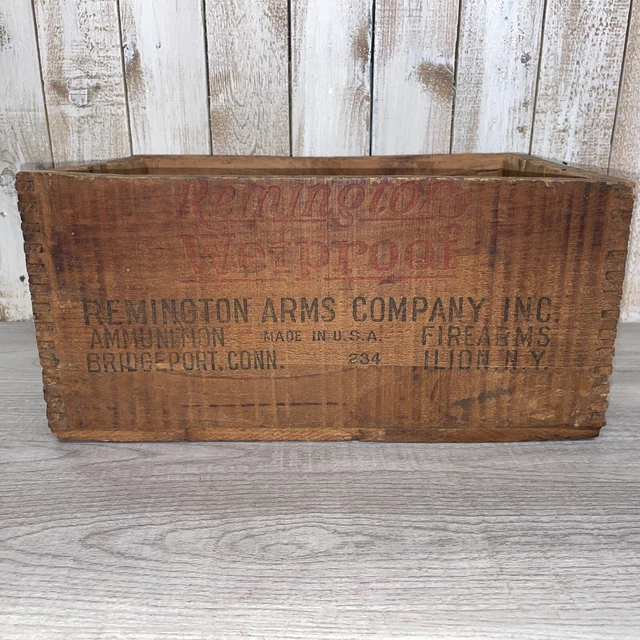 Remington
Wetproof
REMINGTON ARMS COMPANY, INC.
AMMUNITION MADE IN U.S.A. FIREARMS
BRIDGEPORT, CONN. 234 ILION, N.Y.